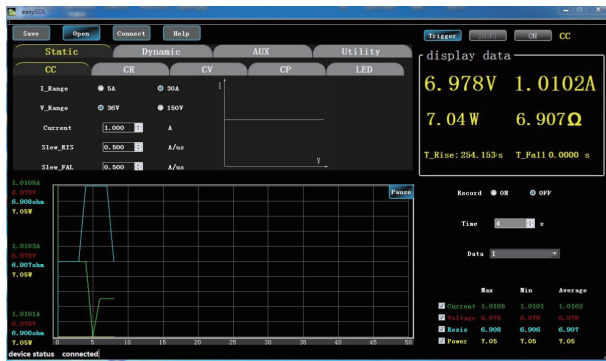 easySOL
Save Open Connect Help
Static Dynamic AUX Utility
CC CR CV CP LED
I_Range 5A 30A
V_Range 36V 150V
Current 1.000 A
Slew_RIS 0.500 A/us
Slew_FAL 0.500 A/us
I
V
Trigger SHORT ON CC
display data
6.978V 1.0102A
7.04W 6.907Ω
T_Rise:254.153s T_Fall 0.0000 s
1.0105A
6.978V
6.908ohm
7.05W
1.0103A
6.978V
6.907ohm
7.05W
1.0101A
6.978V
6.906ohm
7.05W
Pause
0 5 10 15 20 25 30 35 40 45 50
Record ON OFF
Time 4 s
Data I
Max Min Average
Current 1.0105 1.0101 1.0102
Voltage 6.978 6.978 6.978
Resis 6.908 6.906 6.907
Power 7.05 7.05 7.05
device status connected